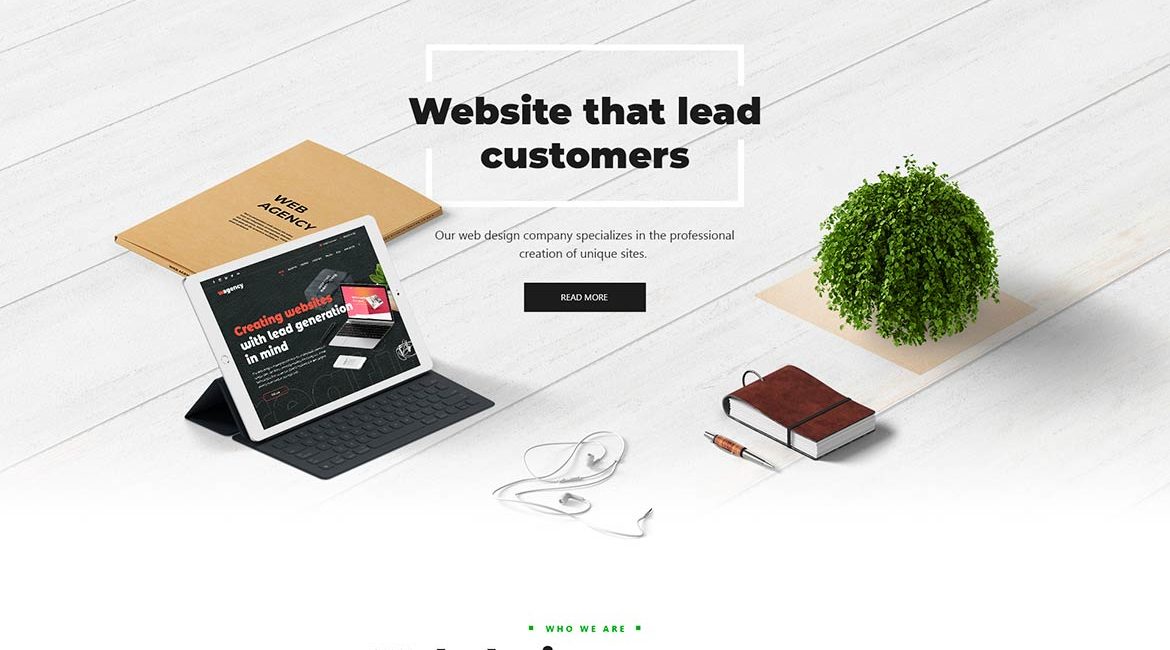 Website that lead
customers
Our web design company specializes in the professional
creation of unique sites.
READ MORE
WEB
AGENCY
wagency
Creating websites
with lead generation
in mind
WHO WE ARE